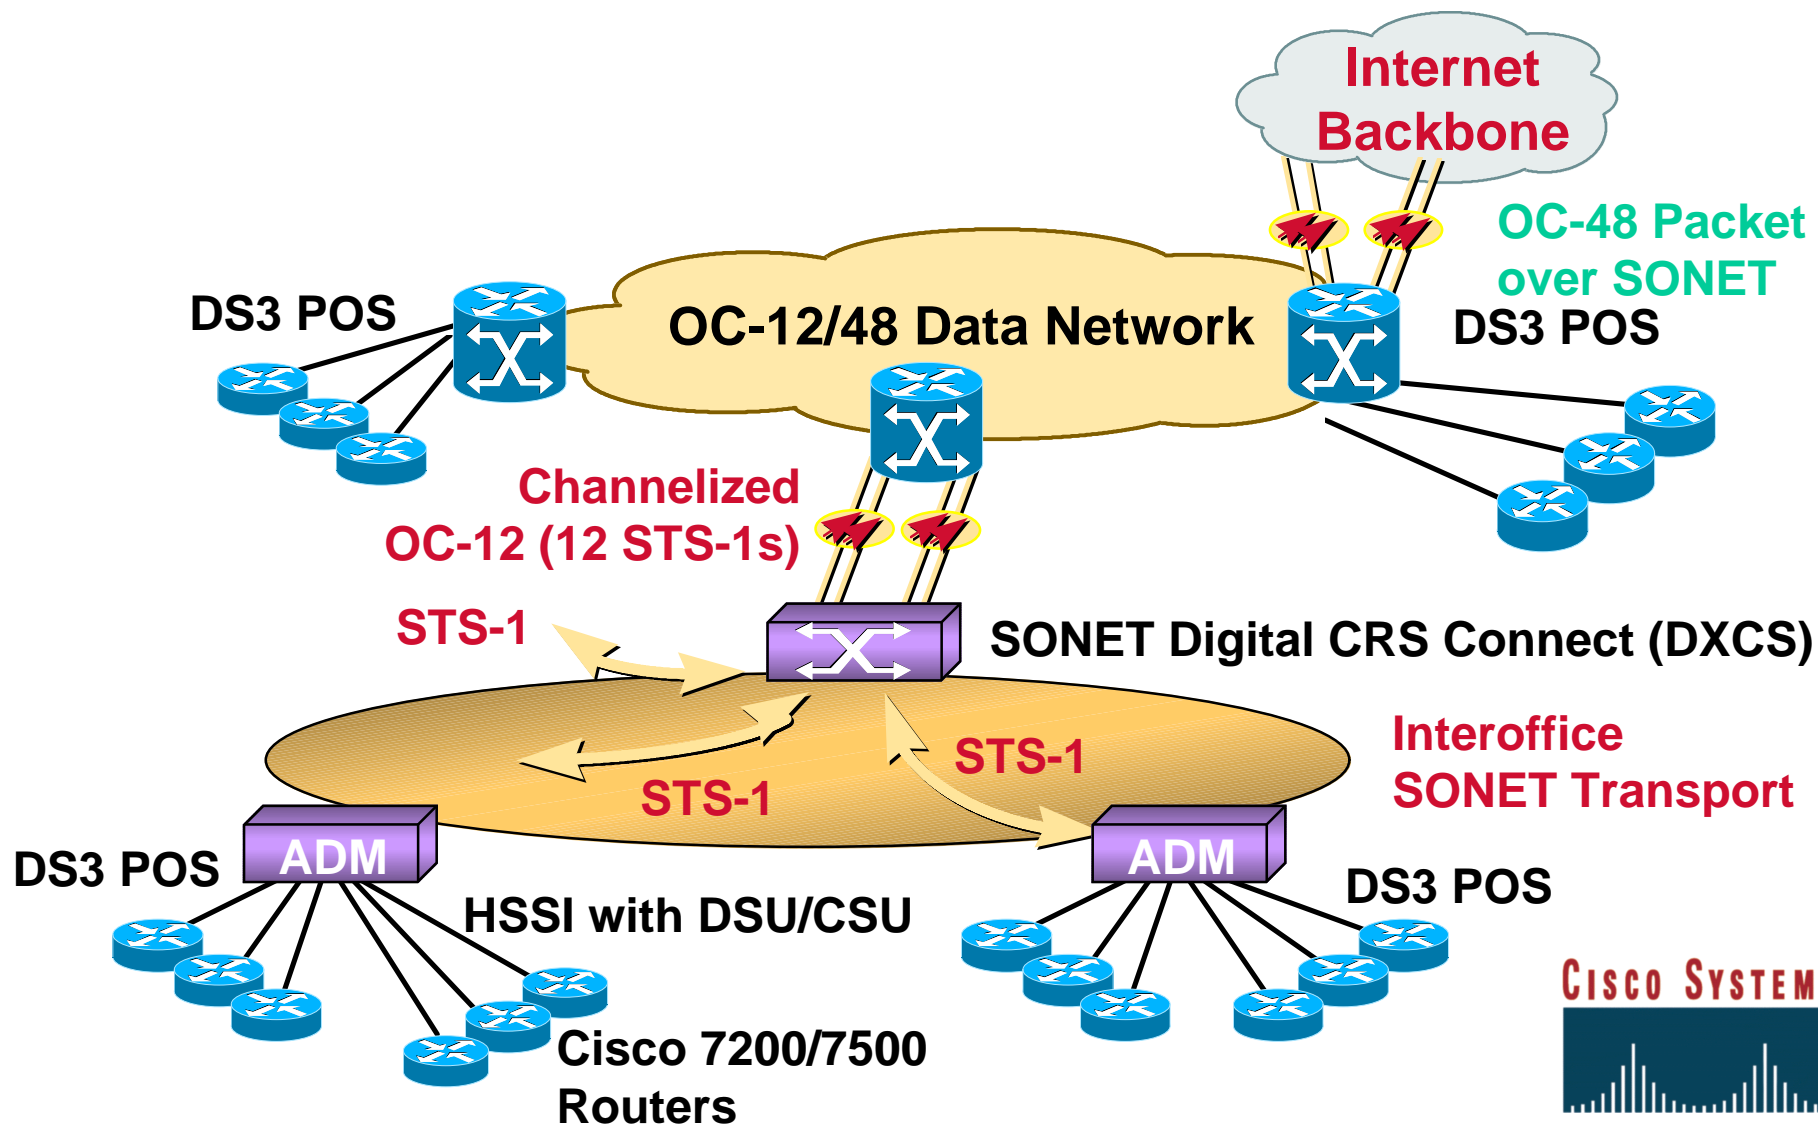 Internet
Backbone
OC-48 Packet
over SONET
DS3 POS
OC-12/48 Data Network
DS3 POS
Channelized
OC-12 (12 STS-1s)
STS-1
SONET Digital CRS Connect (DXCS)
STS-1
STS-1
Interoffice
SONET Transport
ADM
ADM
DS3 POS
DS3 POS
HSSI with DSU/CSU
Cisco 7200/7500
Routers
CISCO SYSTEM